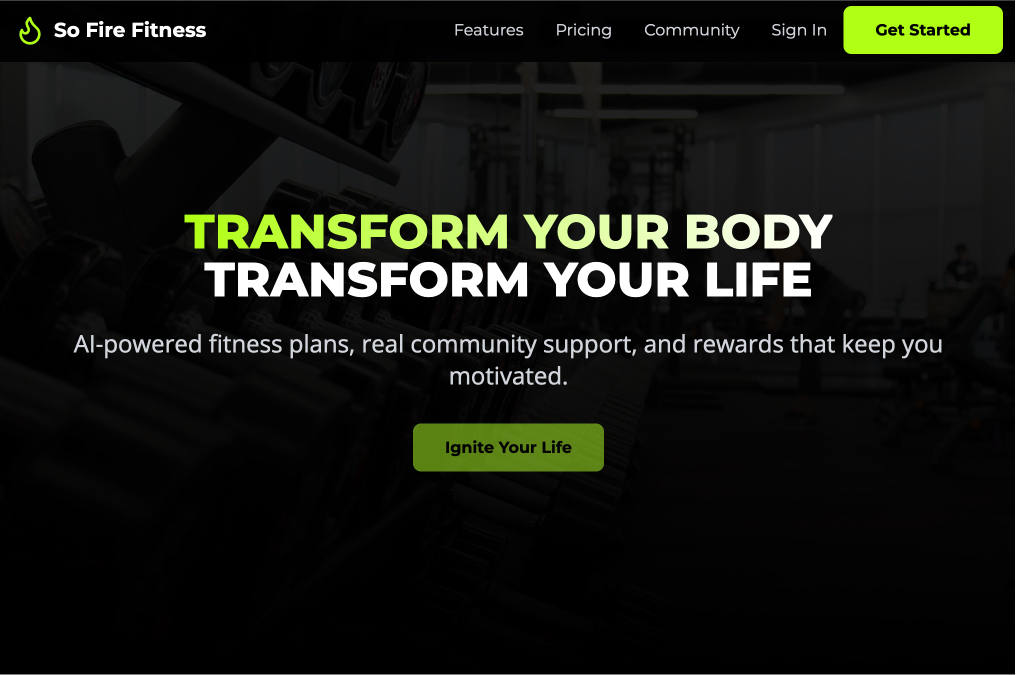 So Fire Fitness
Features
Pricing
Community
Sign In
Get Started
TRANSFORM YOUR BODY
TRANSFORM YOUR LIFE
AI-powered fitness plans, real community support, and rewards that keep you
motivated.
Ignite Your Life